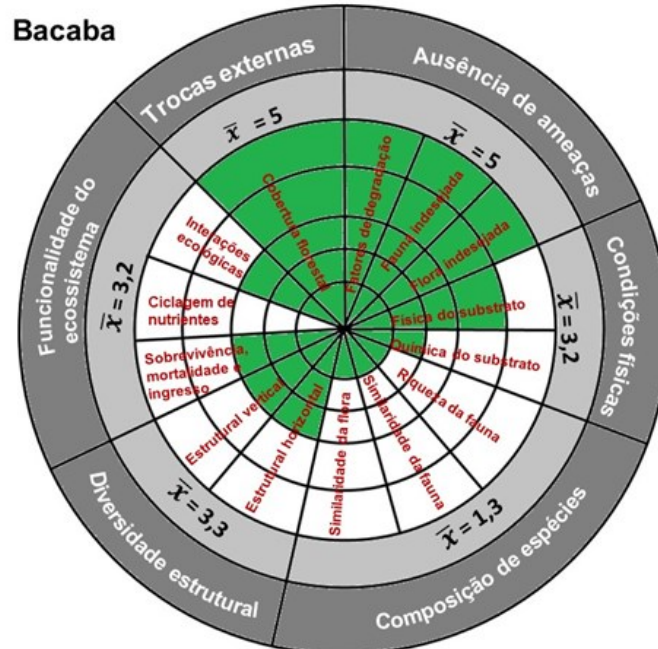 Bacaba
Trocas externas
x̅ = 5
Cobertura florestal
Ausência de ameaças
x̅ = 5
Fatores de degradação
Fauna indesejada
Flora indesejada
Condições físicas
x̅ = 3,2
Física do substrato
Química do substrato
Composição de espécies
x̅ = 1,3
Riqueza da fauna
Similaridade da fauna
Similaridade da flora
Diversidade estrutural
x̅ = 3,3
Estrutural horizontal
Estrutural vertical
Sobrevivência,
mortalidade e
ingresso
Funcionalidade do
ecossistema
x̅ = 3,2
Ciclagem de
nutrientes
Interações
ecológicas